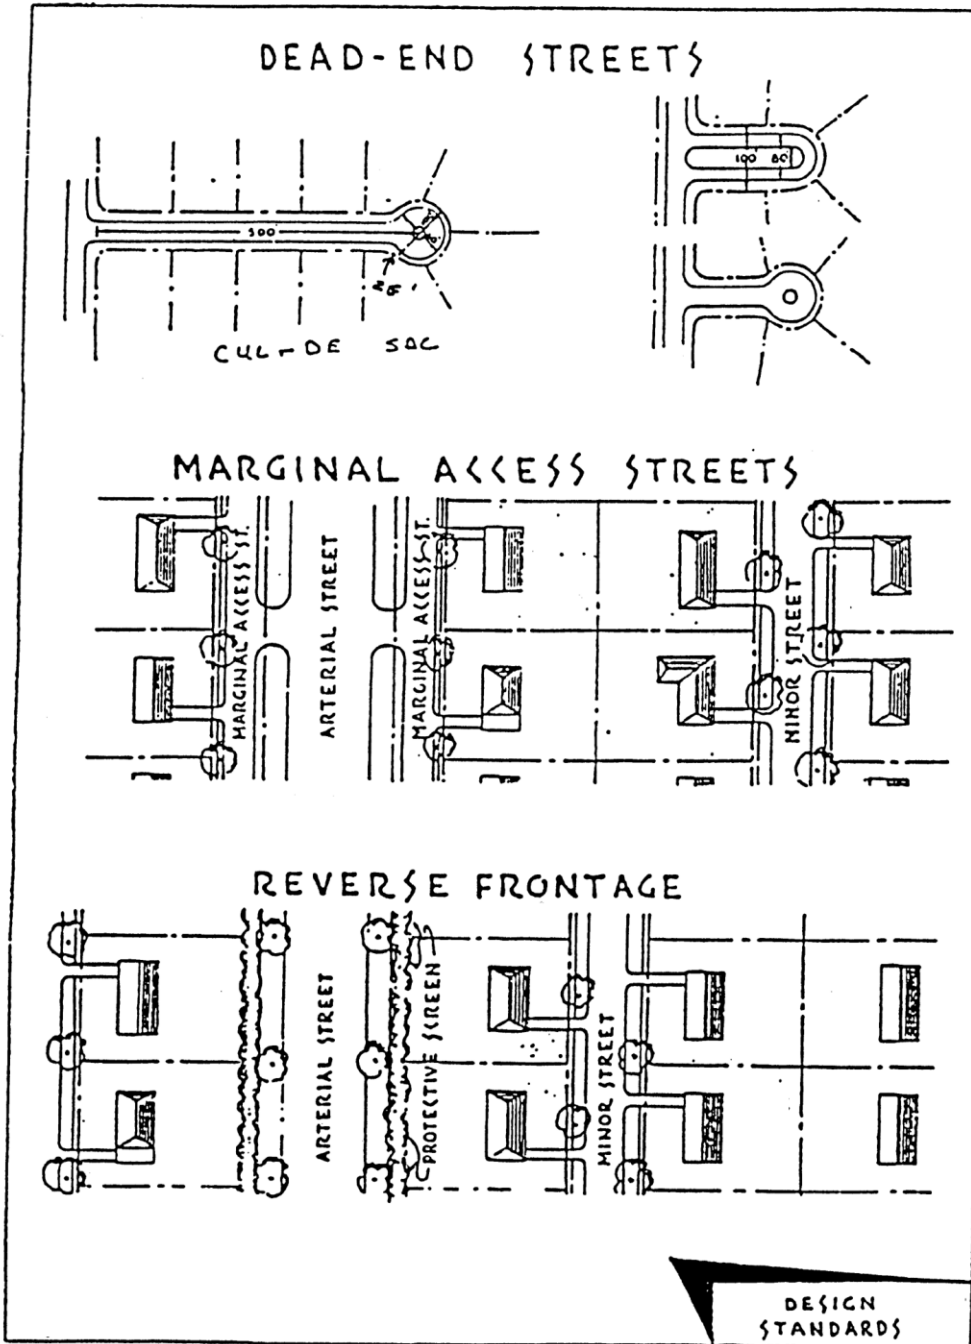 DEAD-END STREETS
100 80
500
CUL-DE SAC
MARGINAL ACCESS STREETS
MARGINAL ACCESS ST.
ARTERIAL STREET
MARGINAL ACCESS ST.
MINOR STREET
REVERSE FRONTAGE
ARTERIAL STREET
PROTECTIVE SCREEN
MINOR STREET
DESIGN
STANDARDS